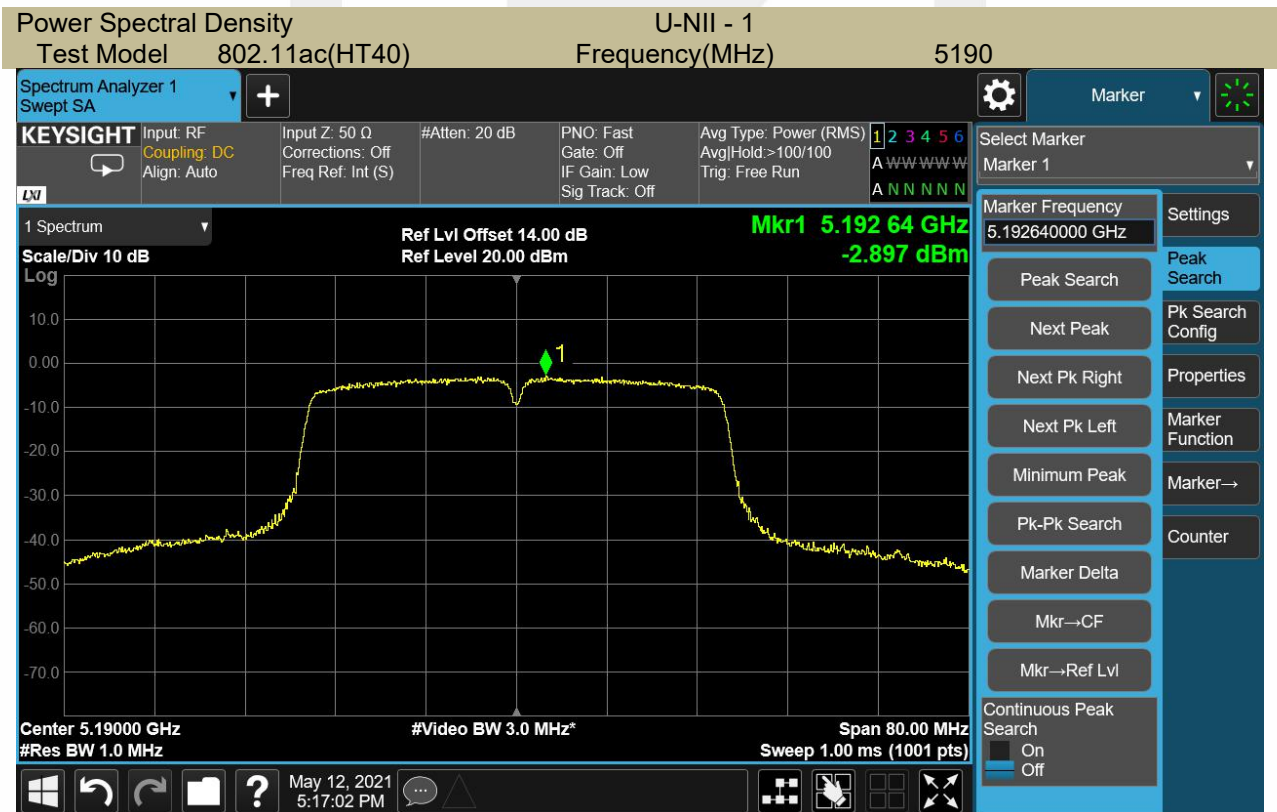 Power Spectral Density U-NII - 1
Test Model 802.11ac(HT40) Frequency(MHz) 5190
Spectrum Analyzer 1
Swept SA
+
Marker
KEYSIGHT
LXI
Input: RF
Coupling: DC
Align: Auto
Input Z: 50 Ω
Corrections: Off
Freq Ref: Int (S)
#Atten: 20 dB
PNO: Fast
Gate: Off
IF Gain: Low
Sig Track: Off
Avg Type: Power (RMS)
Avg|Hold:>100/100
Trig: Free Run
1 2 3 4 5 6
A W W W W W
A N N N N N
Select Marker
Marker 1
1 Spectrum
Scale/Div 10 dB
Log
Ref Lvl Offset 14.00 dB
Ref Level 20.00 dBm
Mkr1 5.192 64 GHz
-2.897 dBm
10.0
0.00
-10.0
-20.0
-30.0
-40.0
-50.0
-60.0
-70.0
1
Center 5.19000 GHz
#Res BW 1.0 MHz
#Video BW 3.0 MHz*
Span 80.00 MHz
Sweep 1.00 ms (1001 pts)
Marker Frequency
5.192640000 GHz
Peak Search
Next Peak
Next Pk Right
Next Pk Left
Minimum Peak
Pk-Pk Search
Marker Delta
Mkr→CF
Mkr→Ref Lvl
Continuous Peak
Search
On
Off
Settings
Peak
Search
Pk Search
Config
Properties
Marker
Function
Marker→
Counter
?
May 12, 2021
5:17:02 PM